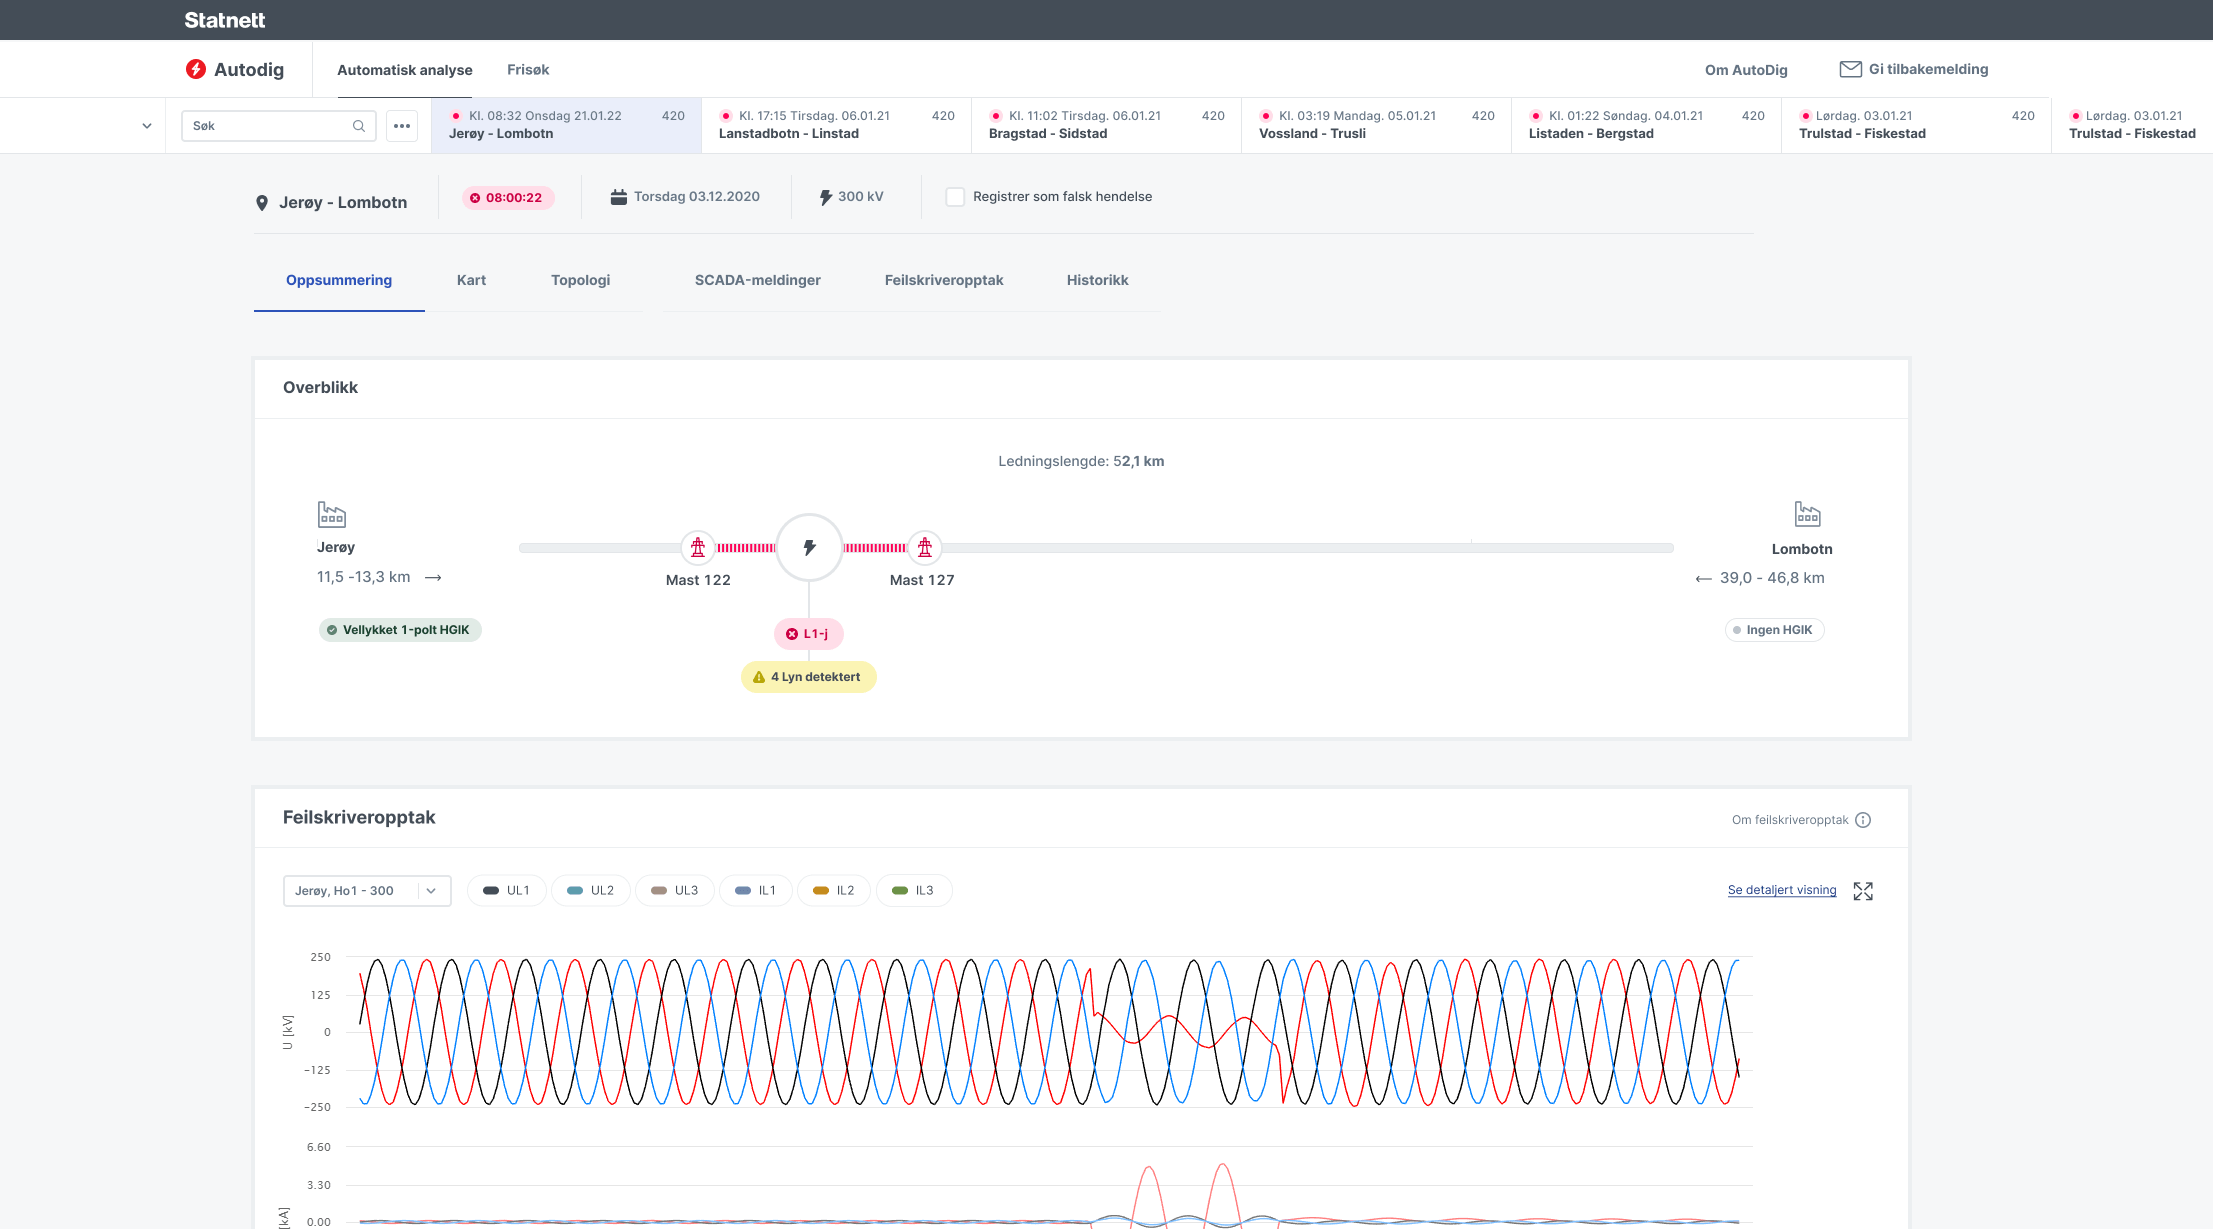 Statnett
Autodig
Automatisk analyse
Frisøk
Om AutoDig
Gi tilbakemelding
Søk
Kl. 08:32 Onsdag 21.01.22 420
Jerøy - Lombotn
Kl. 17:15 Tirsdag. 06.01.21 420
Lanstadbotn - Linstad
Kl. 11:02 Tirsdag. 06.01.21 420
Bragstad - Sidstad
Kl. 03:19 Mandag. 05.01.21 420
Vossland - Trusli
Kl. 01:22 Søndag. 04.01.21 420
Listaden - Bergstad
Lørdag. 03.01.21 420
Trulstad - Fiskestad
Lørdag. 03.01.21
Trulstad - Fiskestad
Jerøy - Lombotn
08:00:22
Torsdag 03.12.2020
300 kV
Registrer som falsk hendelse
Oppsummering
Kart
Topologi
SCADA-meldinger
Feilskriveropptak
Historikk
Overblikk
Ledningslengde: 52,1 km
Jerøy
11,5 -13,3 km →
Vellykket 1-polt HGIK
Mast 122
Mast 127
L1-j
4 Lyn detektert
Lombotn
← 39,0 - 46,8 km
Ingen HGIK
Feilskriveropptak
Om feilskriveropptak
Jerøy, Ho1 - 300
UL1
UL2
UL3
IL1
IL2
IL3
Se detaljert visning
U [kV]
250
125
0
−125
−250
6.60
3.30
0.00
[kA]